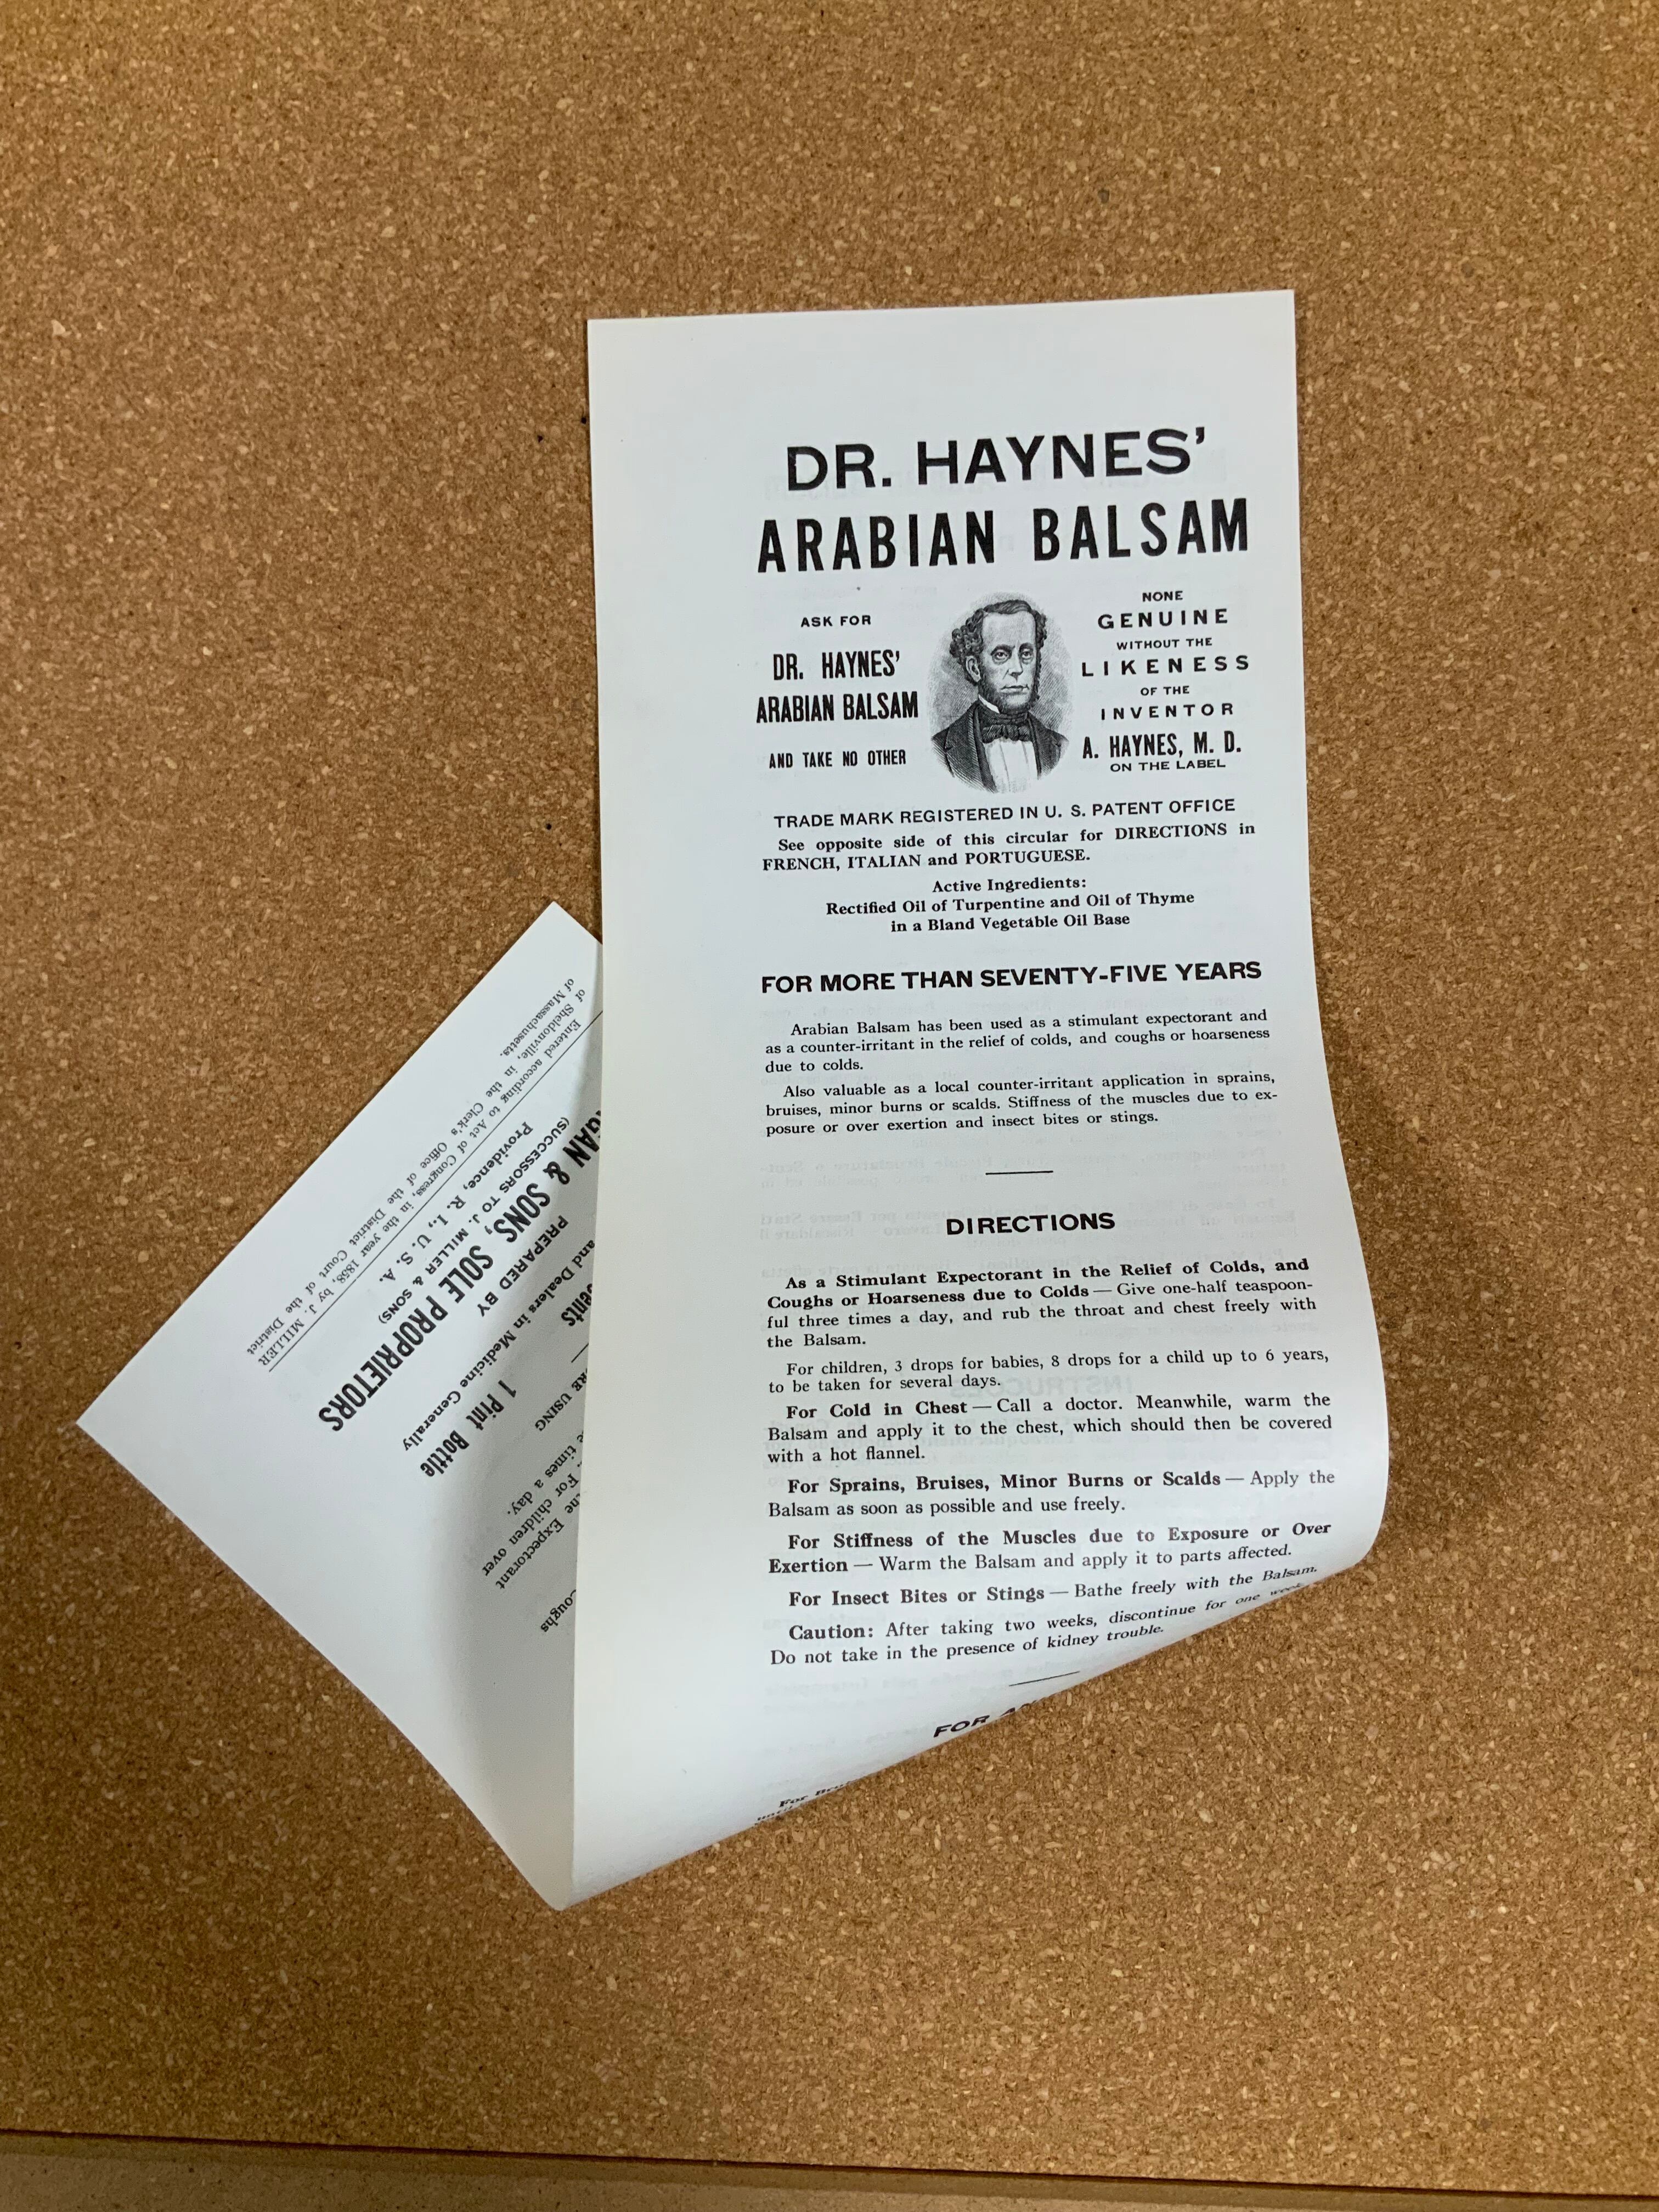 DR. HAYNES'
ARABIAN BALSAM
ASK FOR
DR. HAYNES'
ARABIAN BALSAM
AND TAKE NO OTHER
NONE
GENUINE
WITHOUT THE
LIKENESS
OF THE
INVENTOR
A. HAYNES, M. D.
ON THE LABEL
TRADE MARK REGISTERED IN U. S. PATENT OFFICE
See opposite side of this circular for DIRECTIONS in
FRENCH, ITALIAN and PORTUGUESE.
Active Ingredients:
Rectified Oil of Turpentine and Oil of Thyme
in a Bland Vegetable Oil Base
FOR MORE THAN SEVENTY-FIVE YEARS
Arabian Balsam has been used as a stimulant expectorant and
as a counter-irritant in the relief of colds, and coughs or hoarseness
due to colds.
Also valuable as a local counter-irritant application in sprains,
bruises, minor burns or scalds. Stiffness of the muscles due to ex-
posure or over exertion and insect bites or stings.
DIRECTIONS
As a Stimulant Expectorant in the Relief of Colds, and
Coughs or Hoarseness due to Colds — Give one-half teaspoon-
ful three times a day, and rub the throat and chest freely with
the Balsam.
For children, 3 drops for babies, 8 drops for a child up to 6 years,
to be taken for several days.
For Cold in Chest — Call a doctor. Meanwhile, warm the
Balsam and apply it to the chest, which should then be covered
with a hot flannel.
For Sprains, Bruises, Minor Burns or Scalds — Apply the
Balsam as soon as possible and use freely.
For Stiffness of the Muscles due to Exposure or Over
Exertion — Warm the Balsam and apply it to parts affected.
For Insect Bites or Stings — Bathe freely with the Balsam.
Caution: After taking two weeks, discontinue for one week.
Do not take in the presence of kidney trouble.
FOR
For
oughs
Expectorant
For children over
times a day.
RE USING
1 Pint Bottle
ents
and Dealers in Medicine Generally
PREPARED BY
GAN & SONS, SOLE PROPRIETORS
(SUCCESSORS TO J. MILLER & SONS)
Providence, R. I., U. S. A.
Entered according to Act of Congress, in the year 1858, by J. MILLER
of Sheldonville, in the Clerk's Office of the District Court of the District
of Massachusetts.